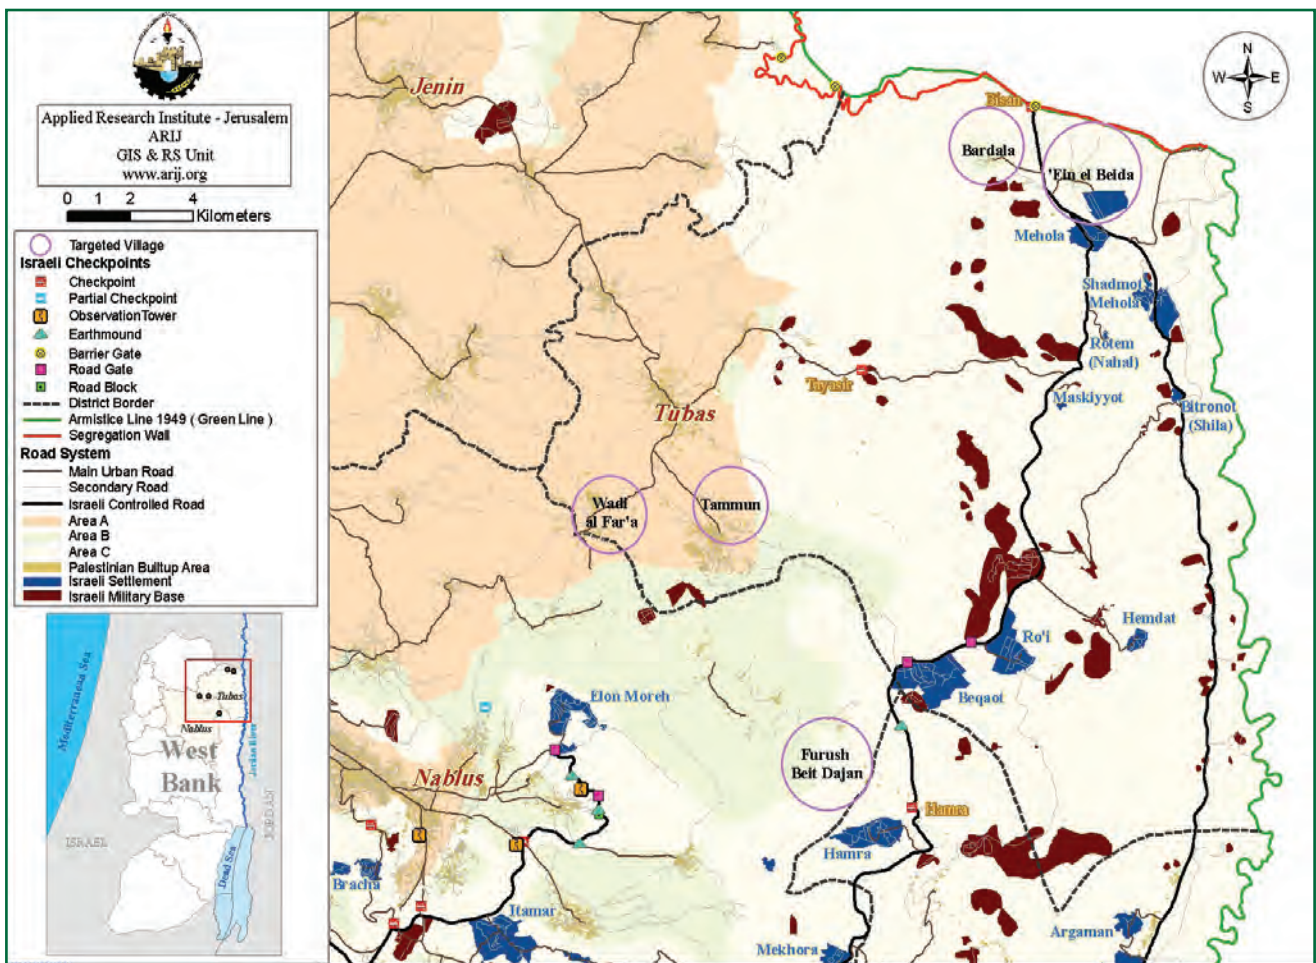 Applied Research Institute - Jerusalem
ARIJ
GIS & RS Unit
www.arij.org
0 1 2 4
Kilometers
Targeted Village
Israeli Checkpoints
Checkpoint
Partial Checkpoint
ObservationTower
Earthmound
Barrier Gate
Road Gate
Road Block
District Border
Armistice Line 1949 ( Green Line )
Segregation Wall
Road System
Main Urban Road
Secondary Road
Israeli Controlled Road
Area A
Area B
Area C
Palestinian Builtup Area
Israeli Settlement
Israeli Military Base
Mediterranean Sea
Tubas
Nablus
West
Bank
Jordan River
ISRAEL
JORDAN
Dead Sea
N
W E
S
Jenin
Bisan
Bardala
'Ein el Beida
Mehola
Shadmot
Mehola
Rotem
(Nahal)
Tayasir
Maskiyyot
Bitronot
(Shila)
Tubas
Wadi
al Far'a
Tammun
Hemdat
Ro'i
Beqaot
Elon Moreh
Furush
Beit Dajan
Nablus
Hamra
Hamra
Bracha
Itamar
Mekhora
Argaman